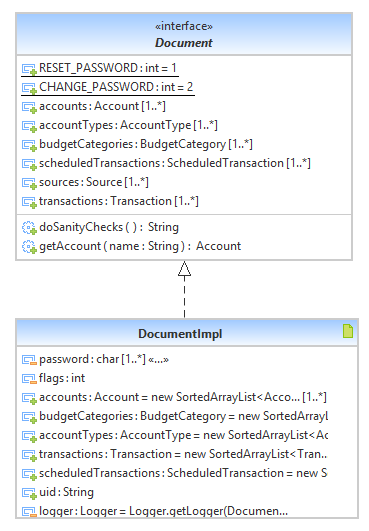 «interface»
Document
RESET_PASSWORD : int = 1
CHANGE_PASSWORD : int = 2
accounts : Account [1..*]
accountTypes : AccountType [1..*]
budgetCategories : BudgetCategory [1..*]
scheduledTransactions : ScheduledTransaction [1..*]
sources : Source [1..*]
transactions : Transaction [1..*]
doSanityChecks ( ) : String
getAccount ( name : String ) : Account
DocumentImpl
password : char [1..*] «...»
flags : int
accounts : Account = new SortedArrayList<Acco... [1..*]
budgetCategories : BudgetCategory = new SortedArrayL
accountTypes : AccountType = new SortedArrayList<Ac
transactions : Transaction = new SortedArrayList<Tran...
scheduledTransactions : ScheduledTransaction = new S
uid : String
logger : Logger = Logger.getLogger(Documen...